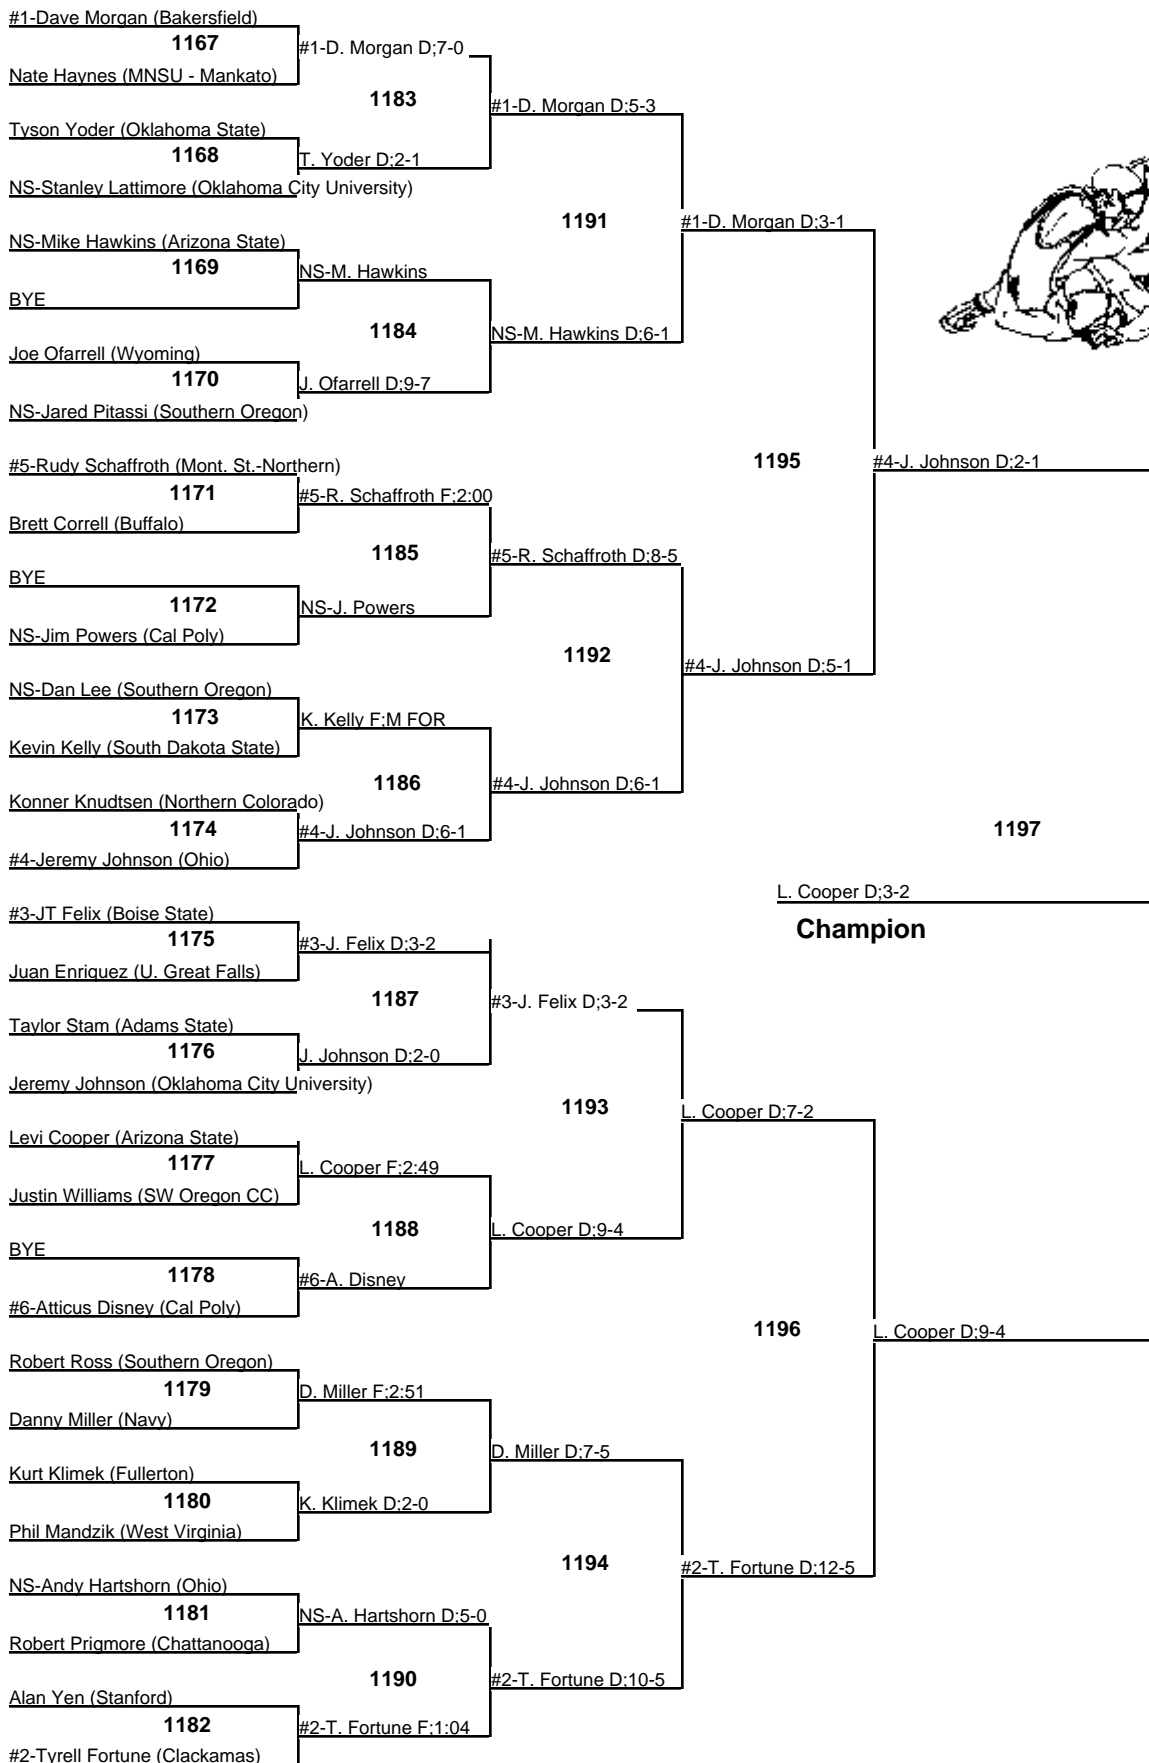 #1-Dave Morgan (Bakersfield)
1167
#1-D. Morgan D;7-0
Nate Haynes (MNSU - Mankato)
1183
#1-D. Morgan D;5-3
Tyson Yoder (Oklahoma State)
1168
T. Yoder D;2-1
NS-Stanley Lattimore (Oklahoma City University)
1191
#1-D. Morgan D;3-1
NS-Mike Hawkins (Arizona State)
1169
NS-M. Hawkins
BYE
1184
NS-M. Hawkins D;6-1
Joe Ofarrell (Wyoming)
1170
J. Ofarrell D;9-7
NS-Jared Pitassi (Southern Oregon)
1195
#4-J. Johnson D;2-1
#5-Rudy Schaffroth (Mont. St.-Northern)
1171
#5-R. Schaffroth F;2:00
Brett Correll (Buffalo)
1185
#5-R. Schaffroth D;8-5
BYE
1172
NS-J. Powers
NS-Jim Powers (Cal Poly)
1192
#4-J. Johnson D;5-1
NS-Dan Lee (Southern Oregon)
1173
K. Kelly F;M FOR
Kevin Kelly (South Dakota State)
1186
#4-J. Johnson D;6-1
Konner Knudtsen (Northern Colorado)
1174
#4-J. Johnson D;6-1
#4-Jeremy Johnson (Ohio)
1197
L. Cooper D;3-2
Champion
#3-JT Felix (Boise State)
1175
#3-J. Felix D;3-2
Juan Enriquez (U. Great Falls)
1187
#3-J. Felix D;3-2
Taylor Stam (Adams State)
1176
J. Johnson D;2-0
Jeremy Johnson (Oklahoma City University)
1193
L. Cooper D;7-2
Levi Cooper (Arizona State)
1177
L. Cooper F;2:49
Justin Williams (SW Oregon CC)
1188
L. Cooper D;9-4
BYE
1178
#6-A. Disney
#6-Atticus Disney (Cal Poly)
1196
L. Cooper D;9-4
Robert Ross (Southern Oregon)
1179
D. Miller F;2:51
Danny Miller (Navy)
1189
D. Miller D;7-5
Kurt Klimek (Fullerton)
1180
K. Klimek D;2-0
Phil Mandzik (West Virginia)
1194
#2-T. Fortune D;12-5
NS-Andy Hartshorn (Ohio)
1181
NS-A. Hartshorn D;5-0
Robert Prigmore (Chattanooga)
1190
#2-T. Fortune D;10-5
Alan Yen (Stanford)
1182
#2-T. Fortune F;1:04
#2-Tyrell Fortune (Clackamas)